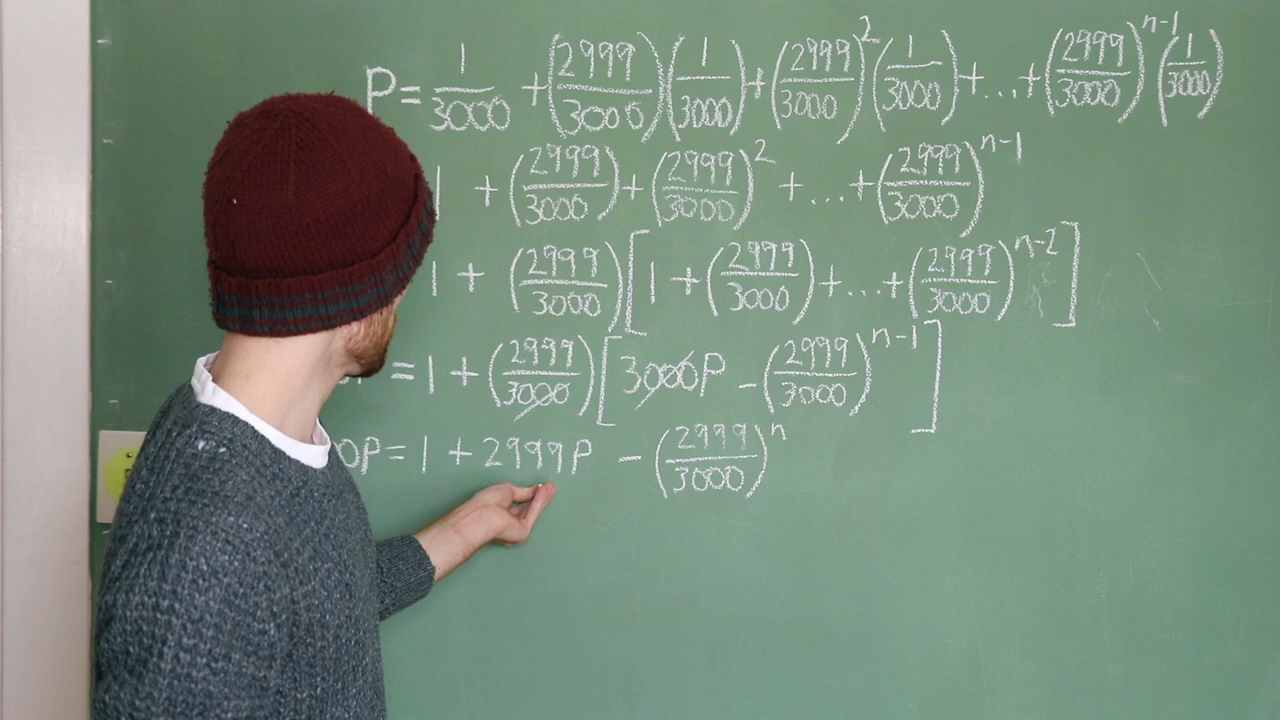 P = 1/3000 + (2999/3000)(1/3000) + (2999/3000)^2 (1/3000) + ... + (2999/3000)^{n-1} (1/3000)
1 + (2999/3000) + (2999/3000)^2 + ... + (2999/3000)^{n-1}
1 + (2999/3000)[1 + (2999/3000) + ... + (2999/3000)^{n-2}]
= 1 + (2999/3000)[3000P - (2999/3000)^{n-1}]
0P = 1 + 2999P - (2999/3000)^n